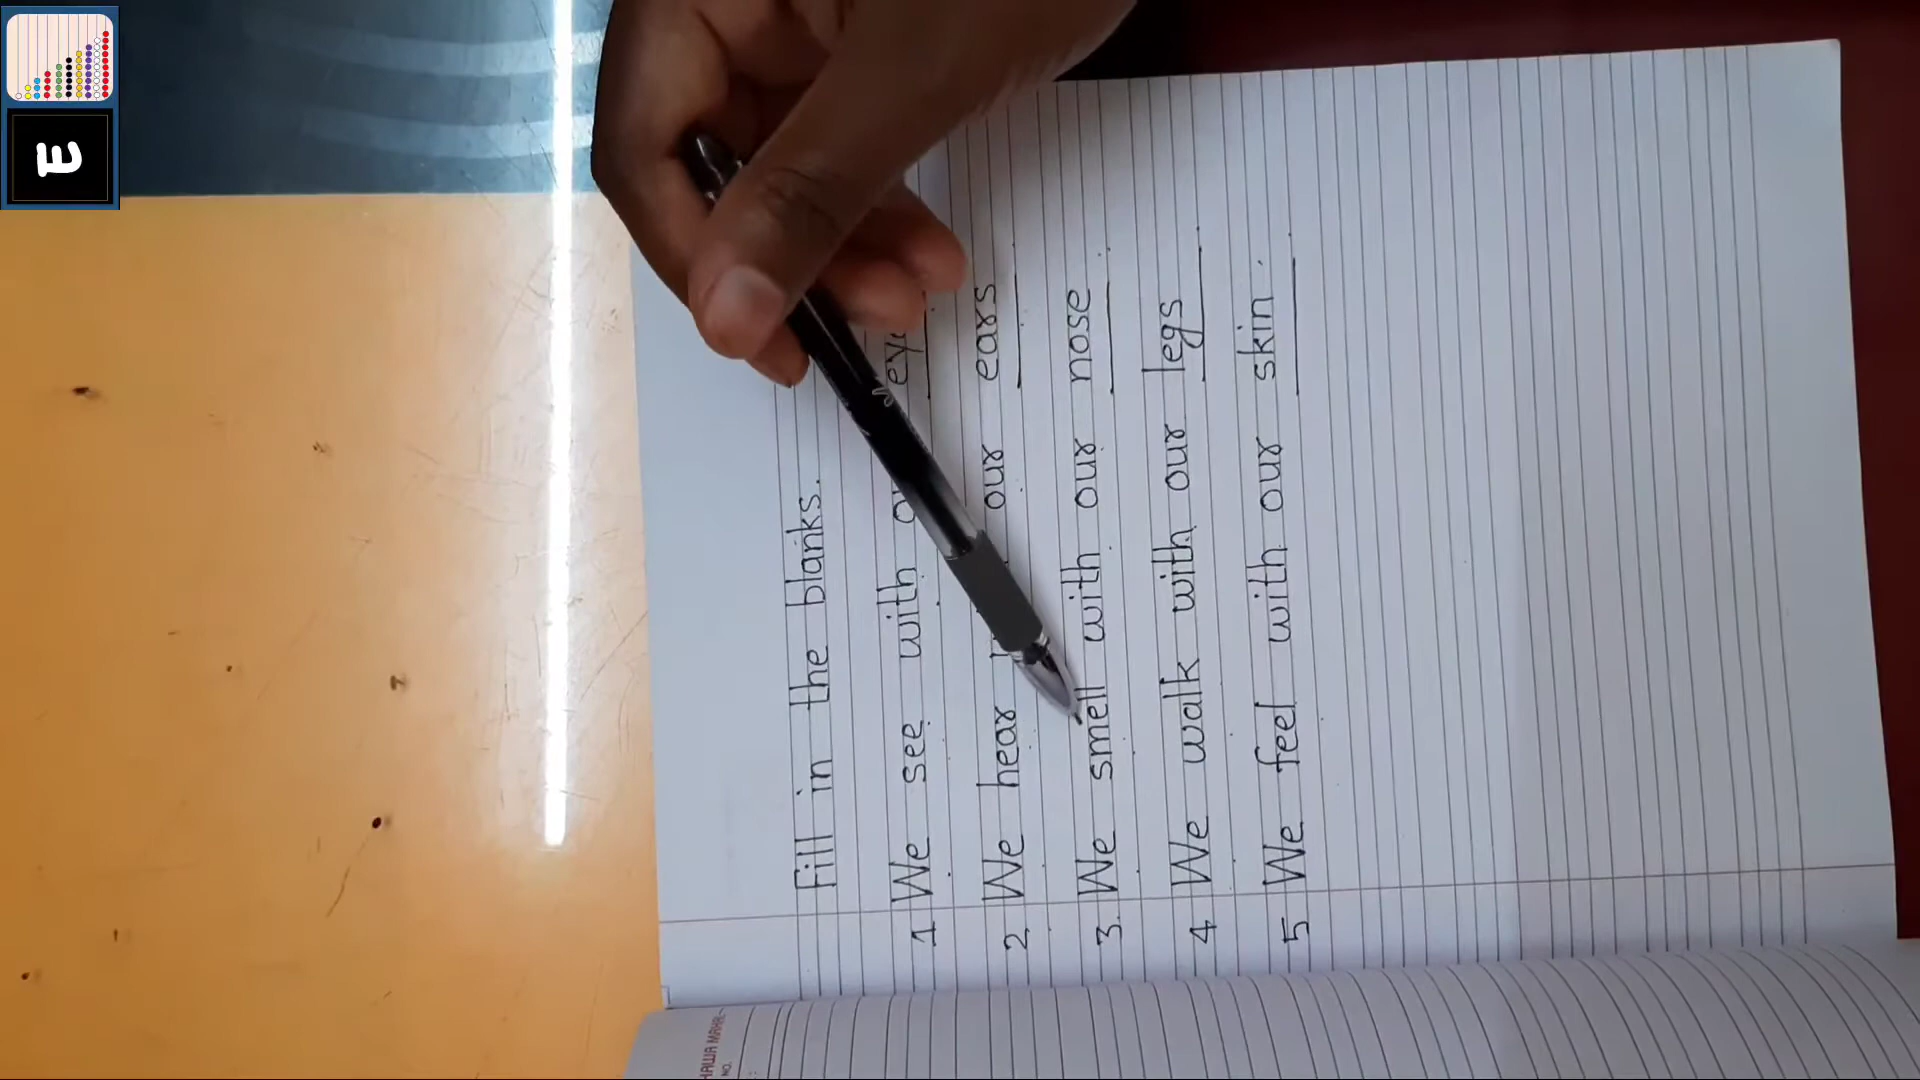 Fill in the blanks.
1 We see with
2 We hear our ears
3. We smell with our nose.
4 We walk with our legs
5 We feel with our skin.
E